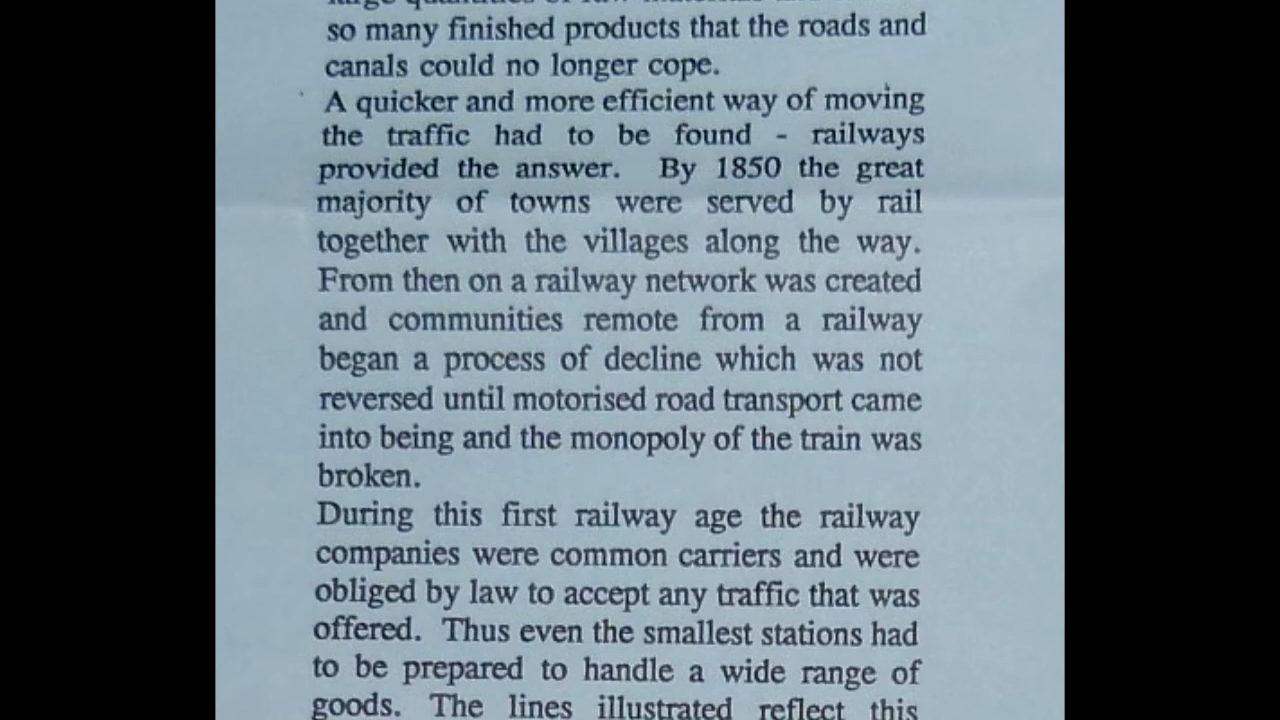 so many finished products that the roads and
canals could no longer cope.
A quicker and more efficient way of moving
the traffic had to be found - railways
provided the answer. By 1850 the great
majority of towns were served by rail
together with the villages along the way.
From then on a railway network was created
and communities remote from a railway
began a process of decline which was not
reversed until motorised road transport came
into being and the monopoly of the train was
broken.
During this first railway age the railway
companies were common carriers and were
obliged by law to accept any traffic that was
offered. Thus even the smallest stations had
to be prepared to handle a wide range of
goods. The lines illustrated reflect this